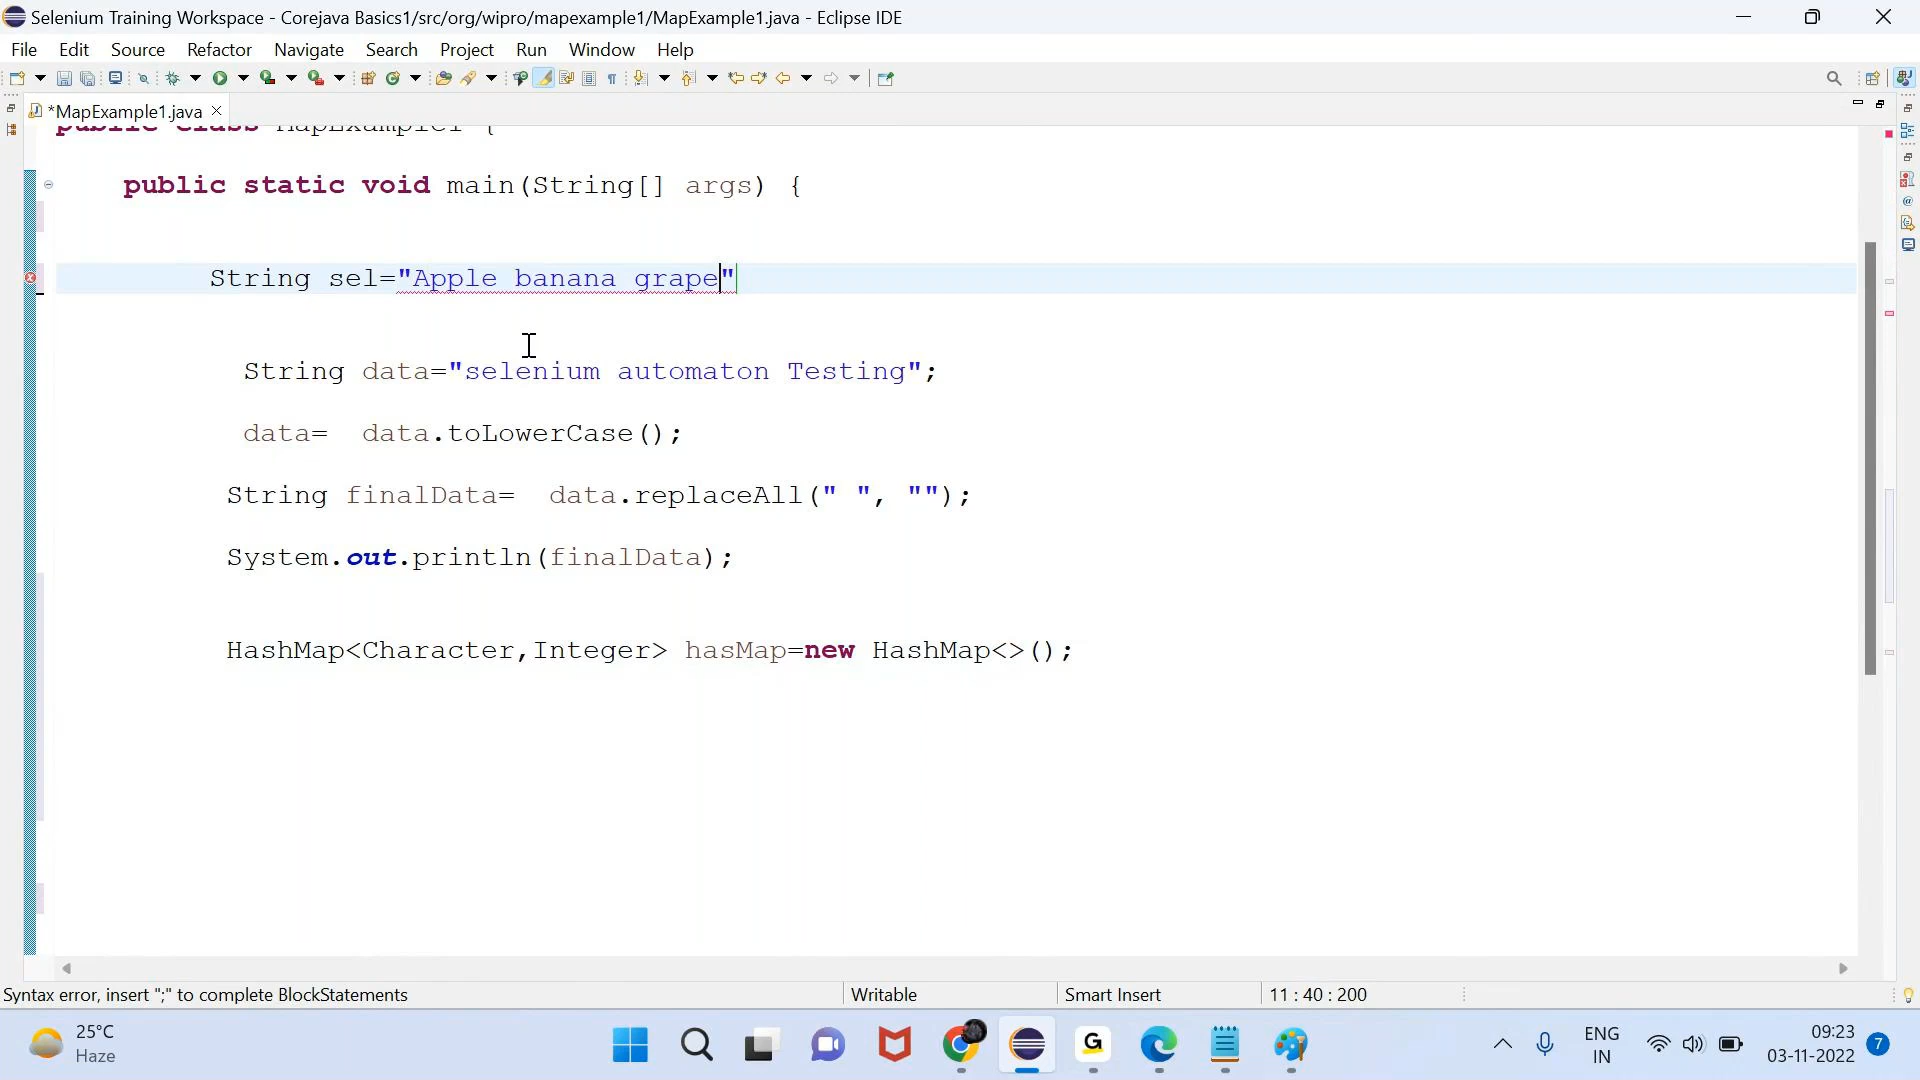 Selenium Training Workspace - Corejava Basics1/src/org/wipro/mapexample1/MapExample1.java - Eclipse IDE
File Edit Source Refactor Navigate Search Project Run Window Help
*MapExample1.java
public class MapExample1 {
public static void main(String[] args) {
String sel="Apple banana grape"
String data="selenium automaton Testing";
data= data.toLowerCase();
String finalData= data.replaceAll(" ", "");
System.out.println(finalData);
HashMap<Character,Integer> hasMap=new HashMap<>();
Syntax error, insert ";" to complete BlockStatements Writable Smart Insert 11 : 40 : 200
25°C
Haze
ENG
IN
09:23
03-11-2022
7